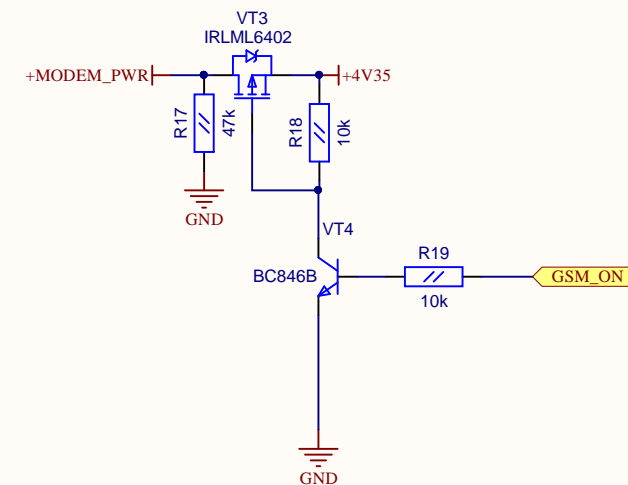 VT3
IRLML6402
+MODEM_PWR
+4V35
R17
47k
R18
10k
GND
VT4
R19
BC846B
GSM_ON
10k
GND